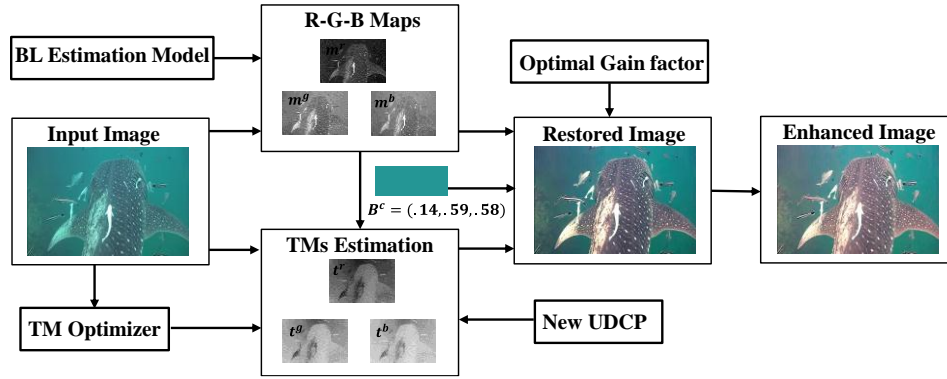 R-G-B Maps
BL Estimation Model
m^r
Optimal Gain factor
m^g
m^b
Input Image
Restored Image
Enhanced Image
B^c = (.14,.59,.58)
TMs Estimation
t^r
TM Optimizer
t^g
t^b
New UDCP